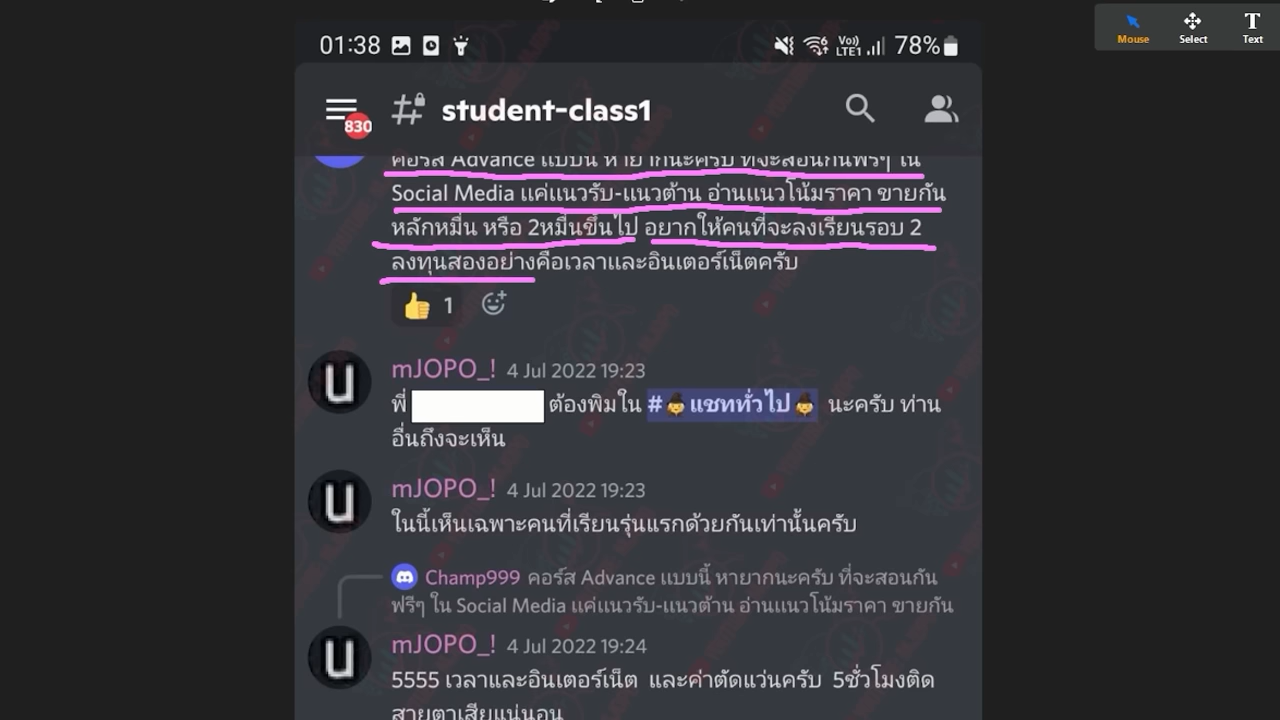 01:38
Vo)) LTE1 78%
Mouse
Select
Text
830
student-class1
คอร์ส Advance แบบนี้ หายากนะครับ ที่จะสอนกันฟรีๆ ใน
Social Media แค่แนวรับ-แนวต้าน อ่านแนวโน้มราคา ขายกัน
หลักหมื่น หรือ 2หมื่นขึ้นไป อยากให้คนที่จะลงเรียนรอบ 2
ลงทุนสองอย่างคือเวลาและอินเตอร์เน็ตครับ
👍 1
mJOPO_! 4 Jul 2022 19:23
พี่ ต้องพิมใน # แชททั่วไป นะครับ ท่าน
อื่นถึงจะเห็น
mJOPO_! 4 Jul 2022 19:23
ในนี้เห็นเฉพาะคนที่เรียนรุ่นแรกด้วยกันเท่านั้นครับ
Champ999 คอร์ส Advance แบบนี้ หายากนะครับ ที่จะสอนกัน
ฟรีๆ ใน Social Media แค่แนวรับ-แนวต้าน อ่านแนวโน้มราคา ขายกัน
mJOPO_! 4 Jul 2022 19:24
5555 เวลาและอินเตอร์เน็ต และค่าตัดแว่นครับ 5ชั่วโมงติด
สายตาเสียแน่นอน